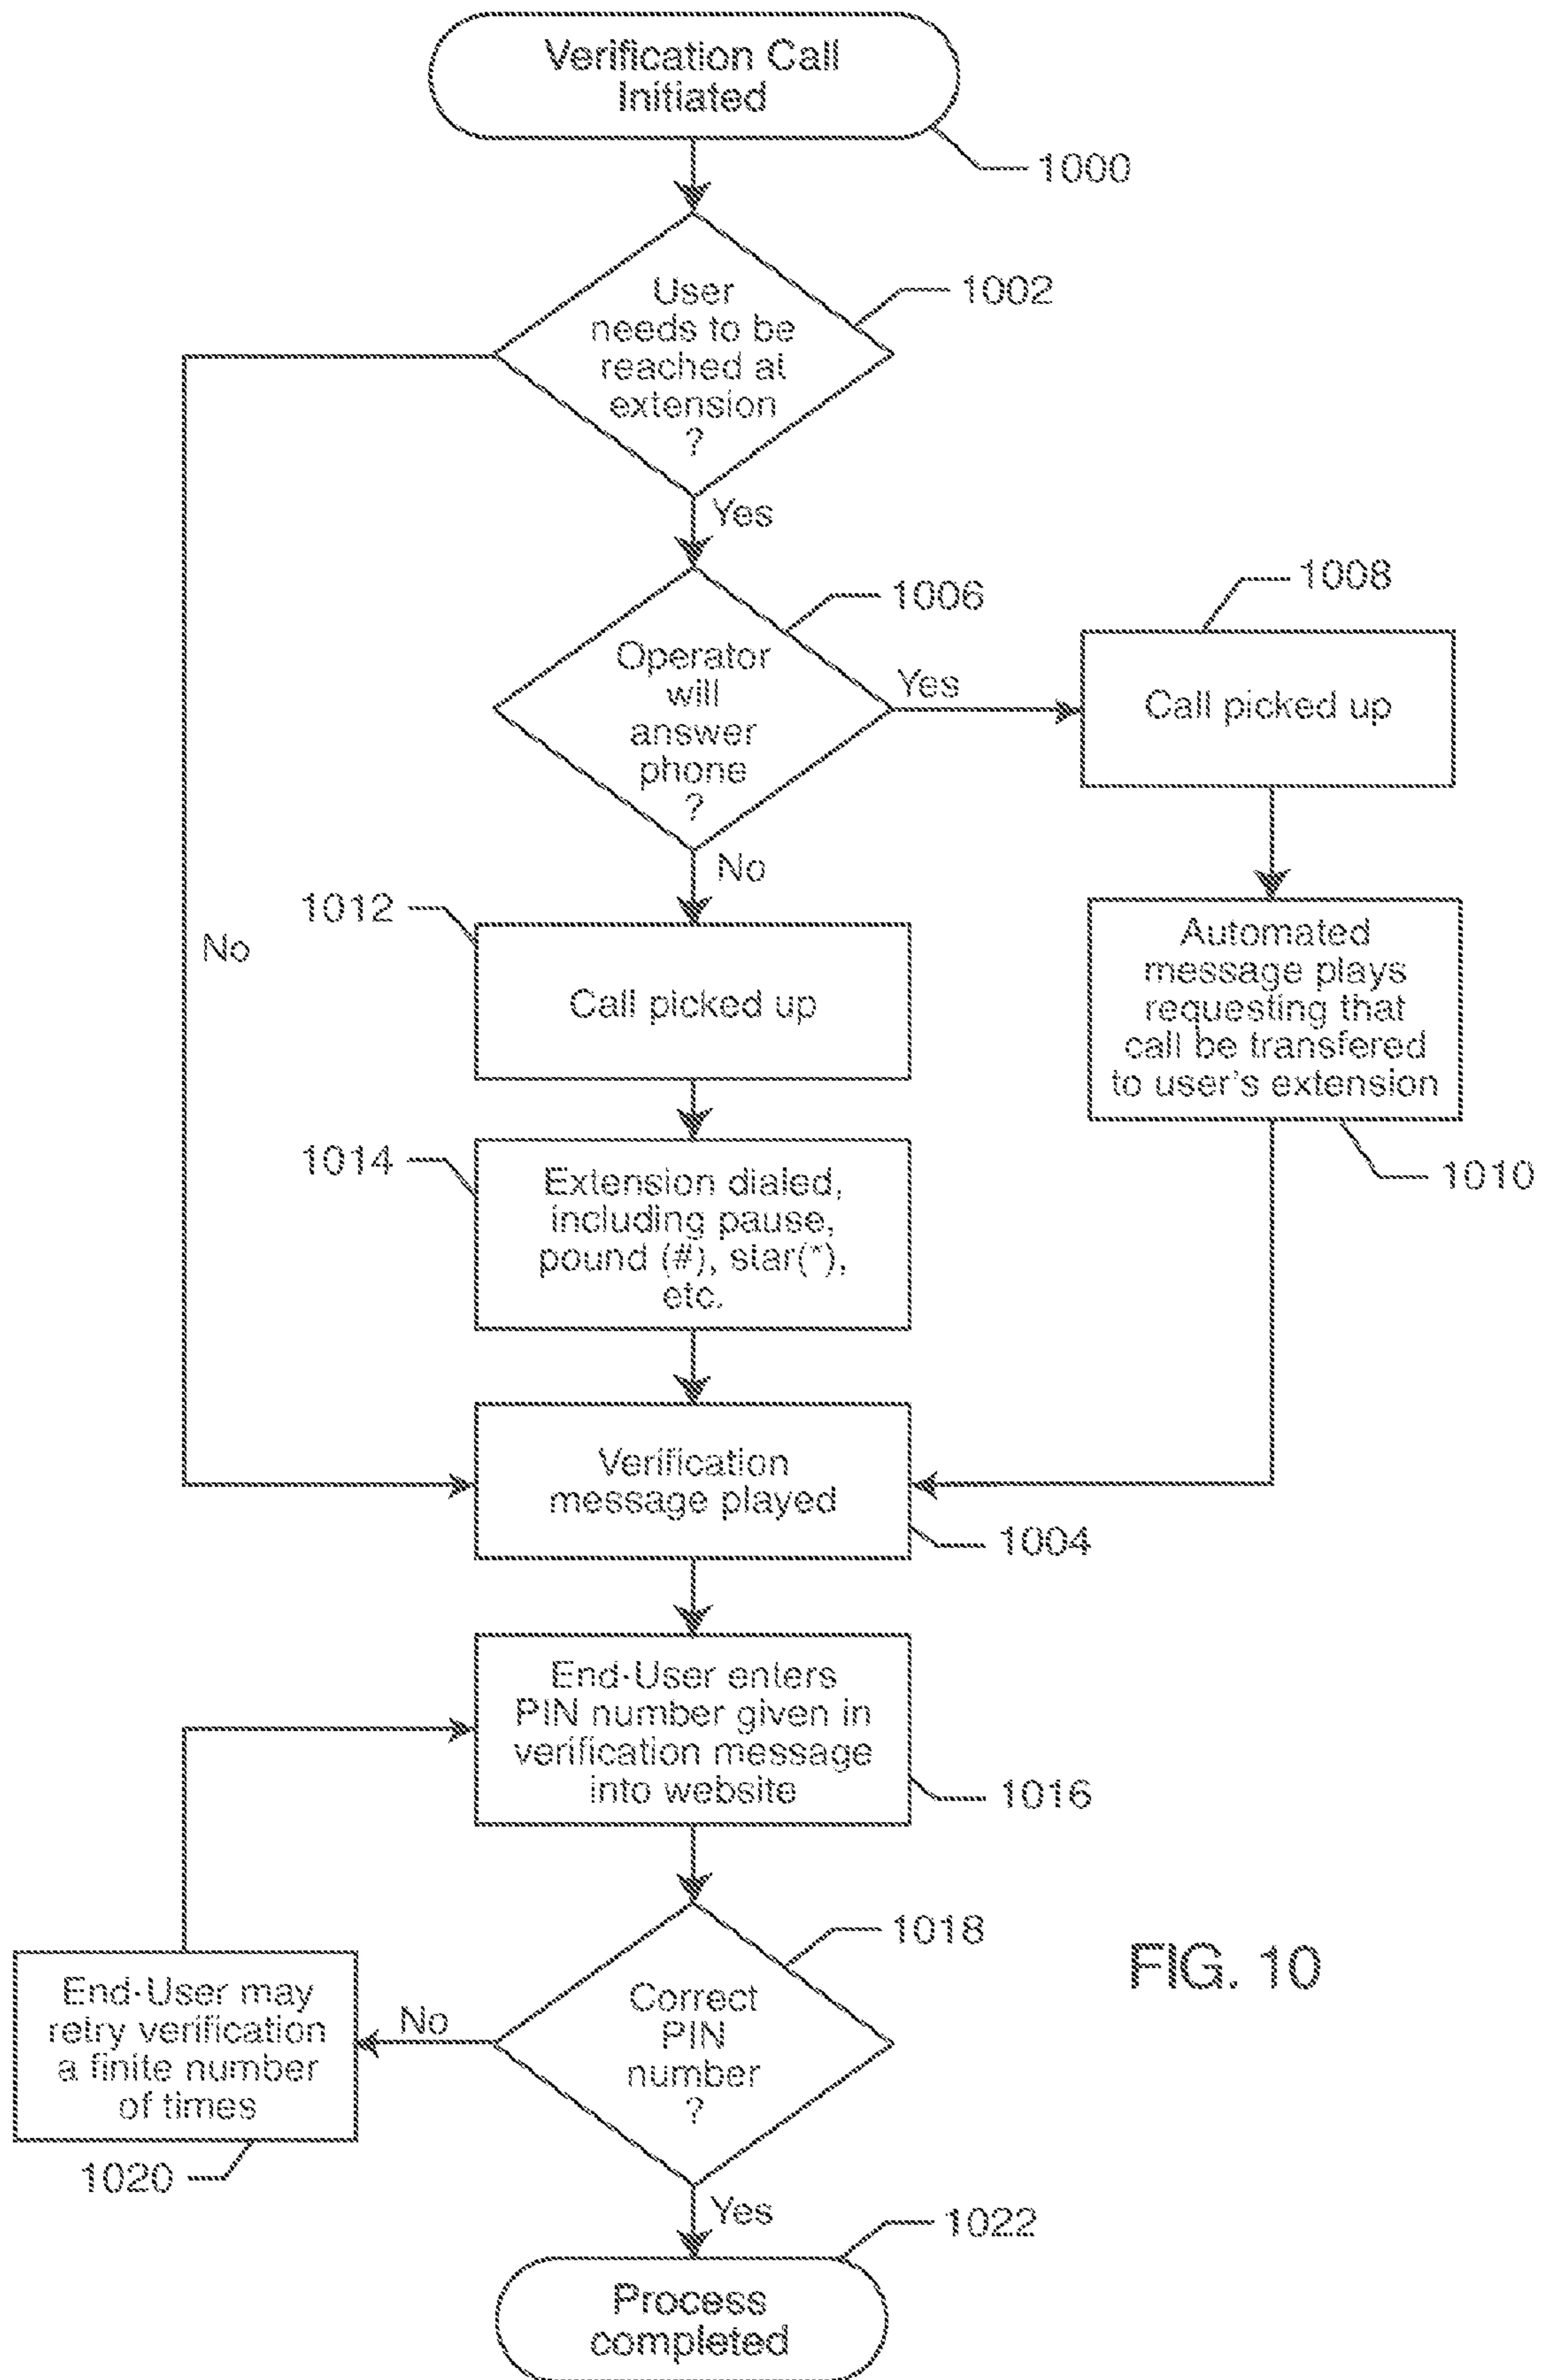 Verification Call
Initiated
1000
User
needs to be
reached at
extension
?
1002
Yes
Operator
will
answer
phone
?
1006
Yes
1008
Call picked up
No
1012
Call picked up
No
Automated
message plays
requesting that
call be transfered
to user's extension
1010
1014
Extension dialed,
including pause,
pound (#), star(*),
etc.
Verification
message played
1004
End-User enters
PIN number given in
verification message
into website
1016
Correct
PIN
number
?
1018
FIG. 10
No
End-User may
retry verification
a finite number
of times
1020
Yes
1022
Process
completed